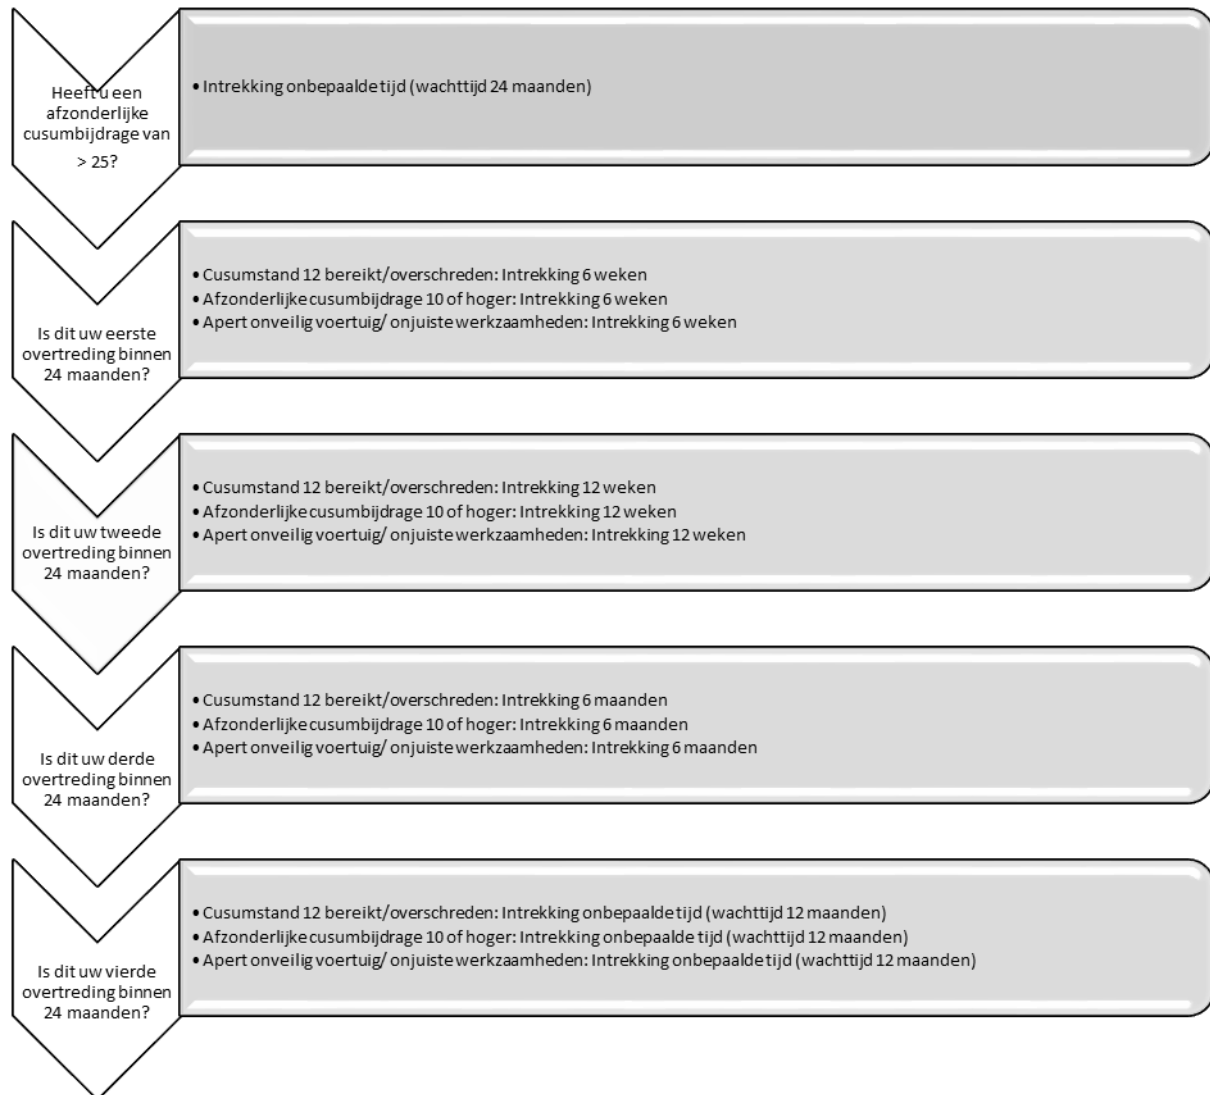 Heeft u een
afzonderlijke
cusumbijdrage van
> 25?
• Intrekking onbepaalde tijd (wachttijd 24 maanden)
Is dit uw eerste
overtreding binnen
24 maanden?
• Cusumstand 12 bereikt/overschreden: Intrekking 6 weken
• Afzonderlijke cusumbijdrage 10 of hoger: Intrekking 6 weken
• Apert onveilig voertuig/ onjuiste werkzaamheden: Intrekking 6 weken
Is dit uw tweede
overtreding binnen
24 maanden?
• Cusumstand 12 bereikt/overschreden: Intrekking 12 weken
• Afzonderlijke cusumbijdrage 10 of hoger: Intrekking 12 weken
• Apert onveilig voertuig/ onjuiste werkzaamheden: Intrekking 12 weken
Is dit uw derde
overtreding binnen
24 maanden?
• Cusumstand 12 bereikt/overschreden: Intrekking 6 maanden
• Afzonderlijke cusumbijdrage 10 of hoger: Intrekking 6 maanden
• Apert onveilig voertuig/ onjuiste werkzaamheden: Intrekking 6 maanden
Is dit uw vierde
overtreding binnen
24 maanden?
• Cusumstand 12 bereikt/overschreden: Intrekking onbepaalde tijd (wachttijd 12 maanden)
• Afzonderlijke cusumbijdrage 10 of hoger: Intrekking onbepaalde tijd (wachttijd 12 maanden)
• Apert onveilig voertuig/ onjuiste werkzaamheden: Intrekking onbepaalde tijd (wachttijd 12 maanden)